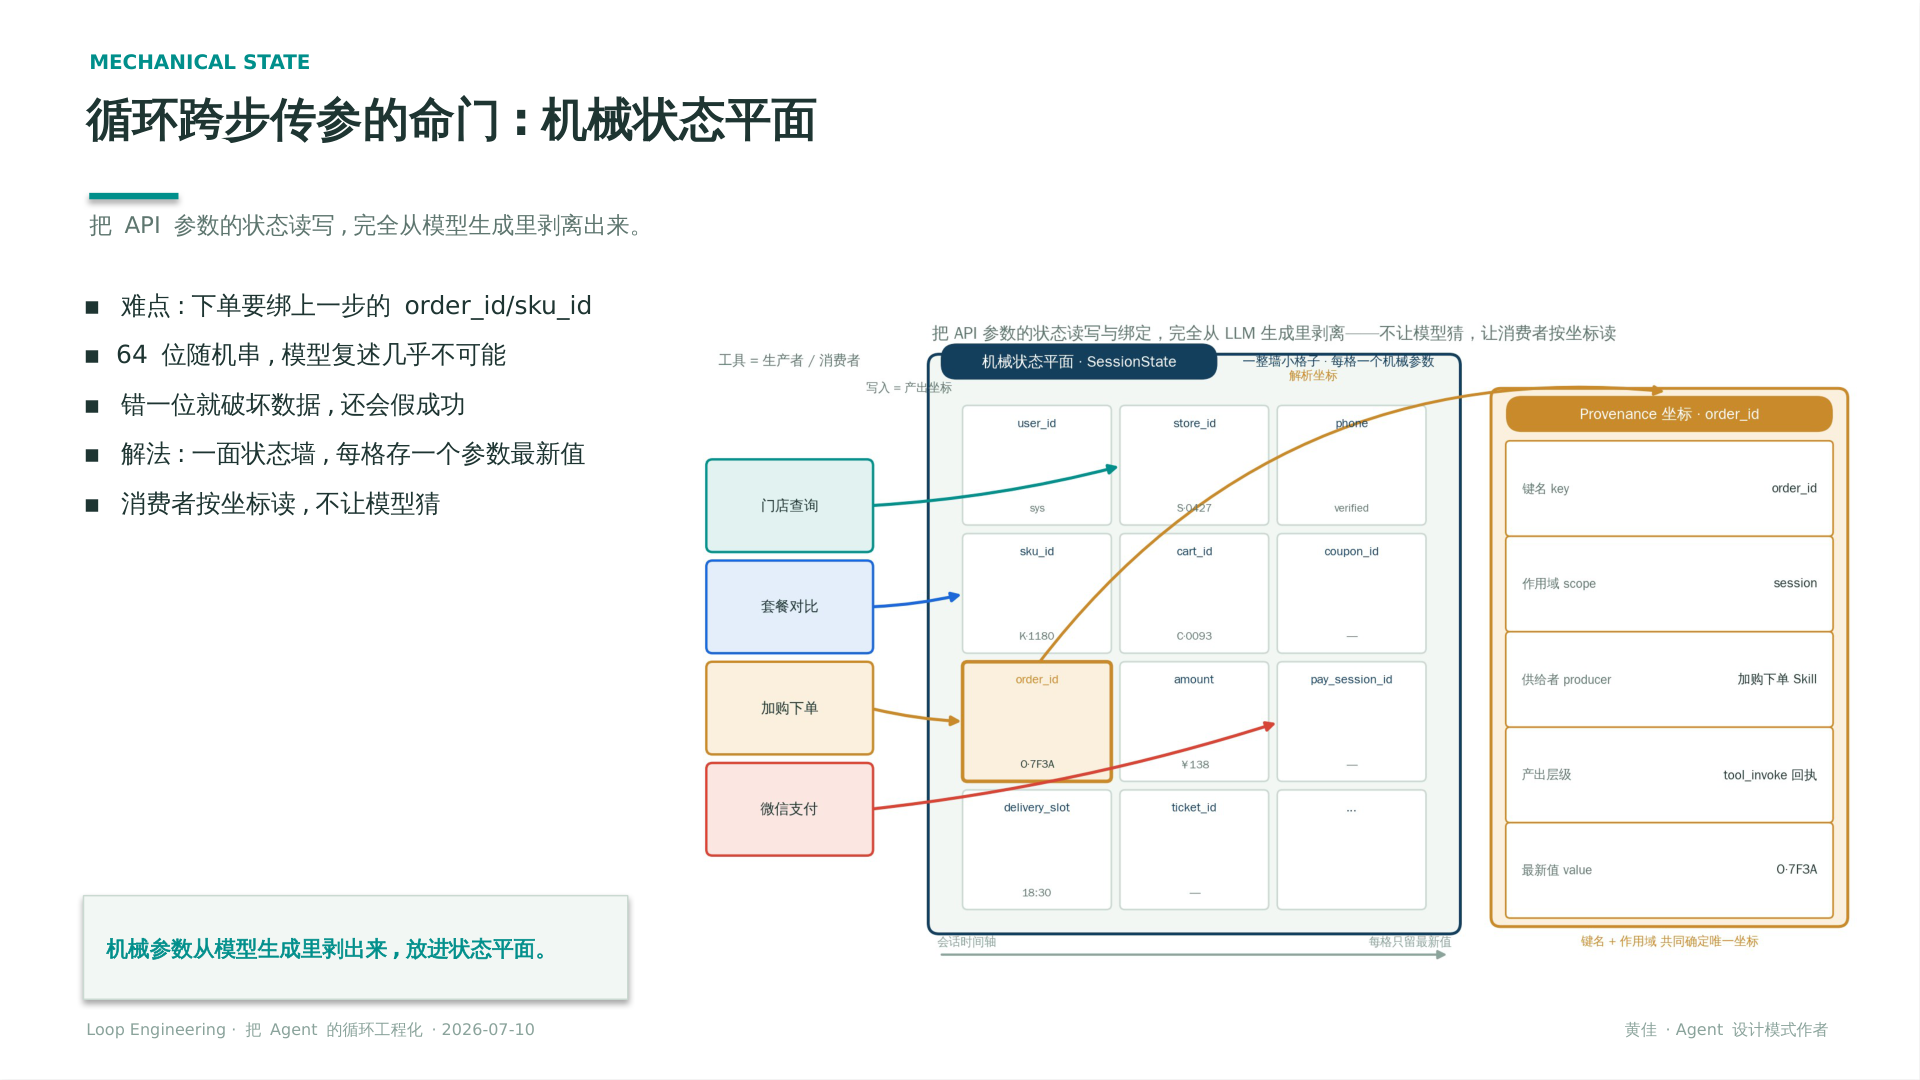 MECHANICAL STATE
循环跨步传参的命门：机械状态平面
把 API 参数的状态读写，完全从模型生成里剥离出来。
▪ 难点：下单要绑上一步的 order_id/sku_id
▪ 64 位随机串，模型复述几乎不可能
▪ 错一位就破坏数据，还会假成功
▪ 解法：一面状态墙，每格存一个参数最新值
▪ 消费者按坐标读，不让模型猜
机械参数从模型生成里剥出来，放进状态平面。
把 API 参数的状态读写与绑定，完全从 LLM 生成里剥离——不让模型猜，让消费者按坐标读
工具 = 生产者 / 消费者
写入 = 产出坐标
门店查询
套餐对比
加购下单
微信支付
机械状态平面 · SessionState
一整墙小格子 · 每格一个机械参数
解析坐标
user_id
sys
store_id
S-0427
phone
verified
sku_id
K-1180
cart_id
C-0093
coupon_id
—
order_id
O-7F3A
amount
¥138
pay_session_id
—
delivery_slot
18:30
ticket_id
—
...
会话时间轴
每格只留最新值
Provenance 坐标 · order_id
键名 key order_id
作用域 scope session
供给者 producer 加购下单 Skill
产出层级 tool_invoke 回执
最新值 value O-7F3A
键名 + 作用域 共同确定唯一坐标
Loop Engineering · 把 Agent 的循环工程化 · 2026-07-10
黄佳 · Agent 设计模式作者